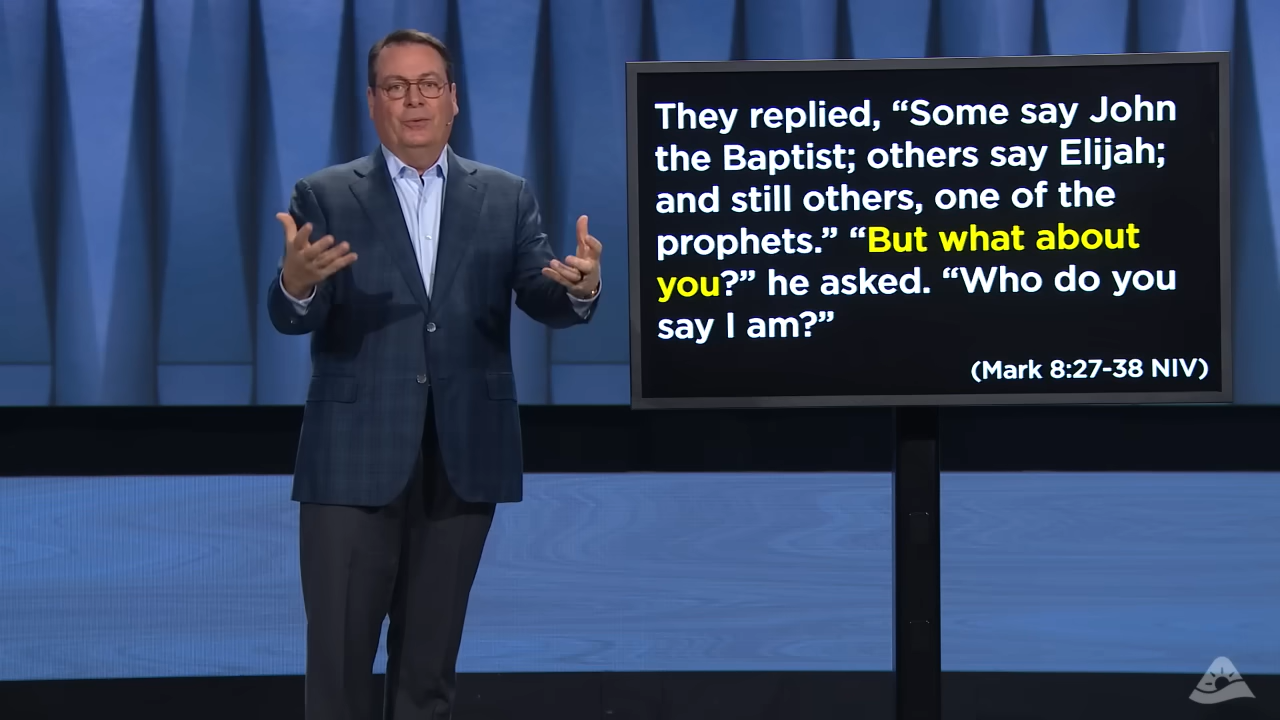 They replied, “Some say John
the Baptist; others say Elijah;
and still others, one of the
prophets.” “But what about
you?” he asked. “Who do you
say I am?”
(Mark 8:27-38 NIV)